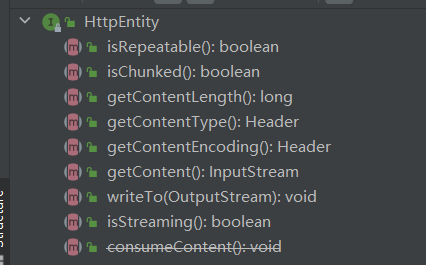 HttpEntity
isRepeatable(): boolean
isChunked(): boolean
getContentLength(): long
getContentType(): Header
getContentEncoding(): Header
getContent(): InputStream
writeTo(OutputStream): void
isStreaming(): boolean
consumeContent(): void
Structure